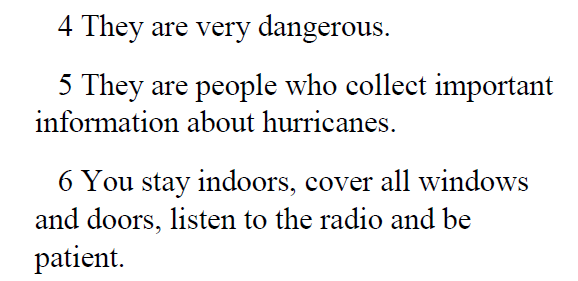 4 They are very dangerous.
5 They are people who collect important
information about hurricanes.
6 You stay indoors, cover all windows
and doors, listen to the radio and be
patient.